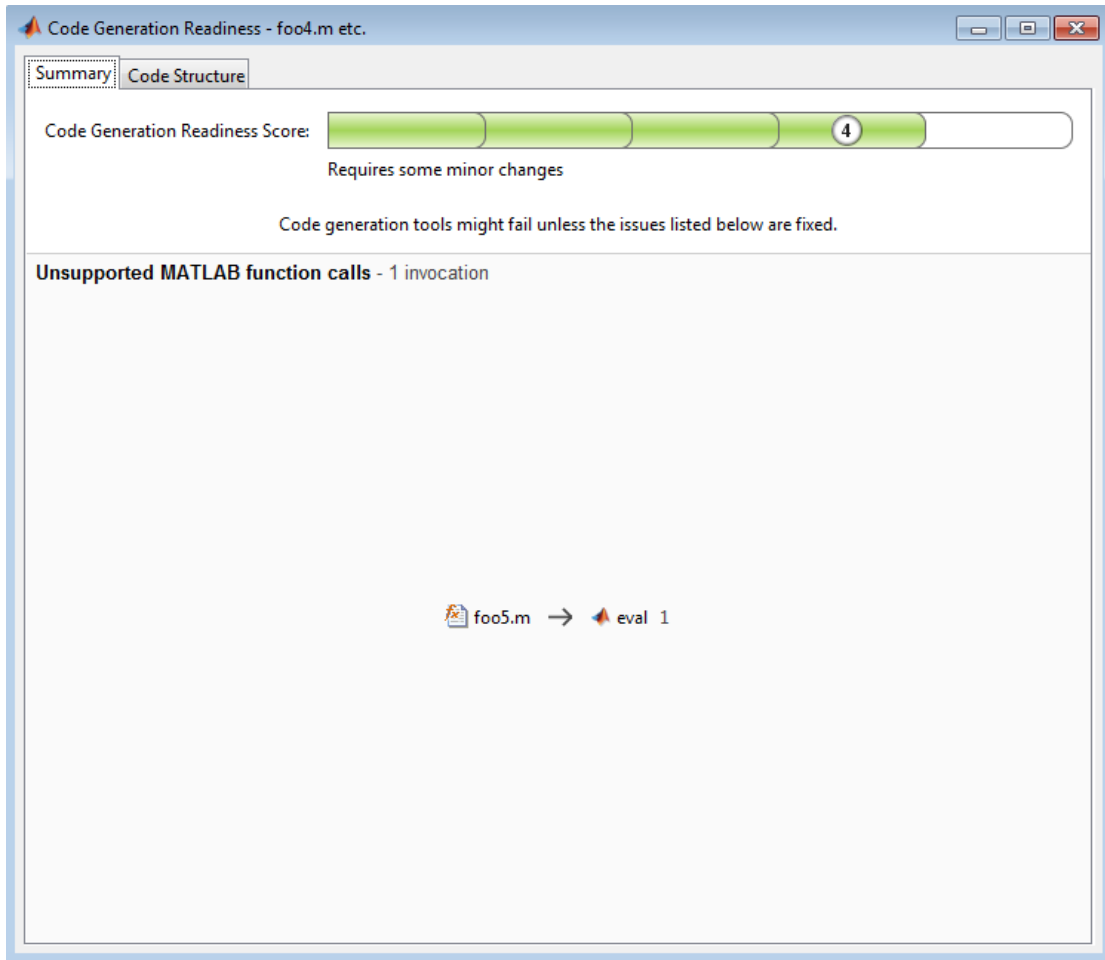 Code Generation Readiness - foo4.m etc.
Summary Code Structure
Code Generation Readiness Score: 4
Requires some minor changes
Code generation tools might fail unless the issues listed below are fixed.
Unsupported MATLAB function calls - 1 invocation
foo5.m → eval 1